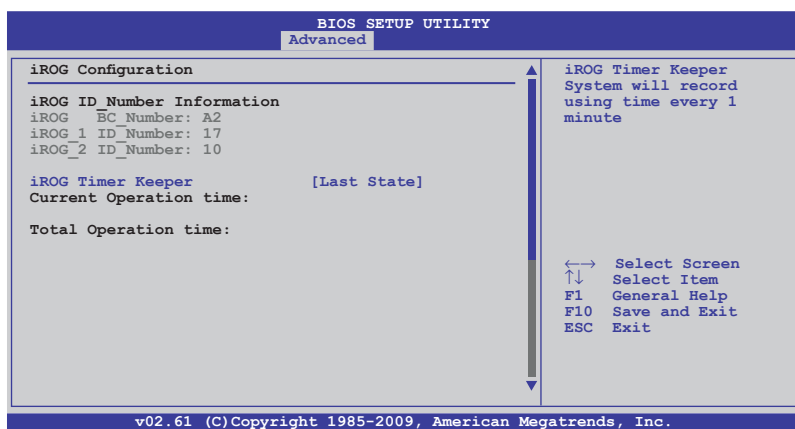 BIOS SETUP UTILITY
Advanced
iROG Configuration
iROG ID_Number Information
iROG BC_Number: A2
iROG_1 ID_Number: 17
iROG_2 ID_Number: 10
iROG Timer Keeper [Last State]
Current Operation time:
Total Operation time:
iROG Timer Keeper
System will record
using time every 1
minute
←→ Select Screen
↑↓ Select Item
F1 General Help
F10 Save and Exit
ESC Exit
v02.61 (C)Copyright 1985-2009, American Megatrends, Inc.